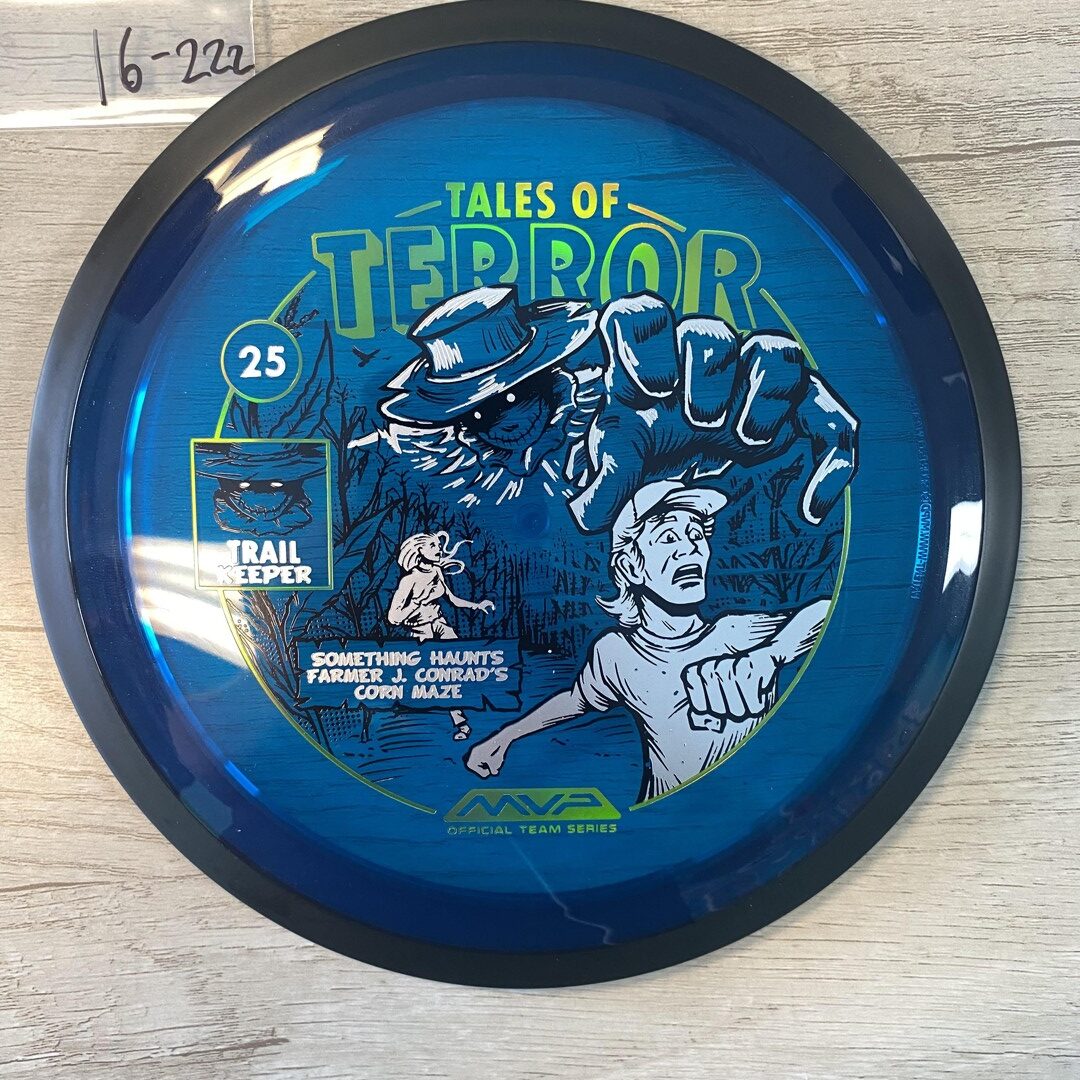 16-222
TALES OF
TERROR
25
TRAIL
KEEPER
SOMETHING HAUNTS
FARMER J. CONRAD'S
CORN MAZE
MVP
OFFICIAL TEAM SERIES